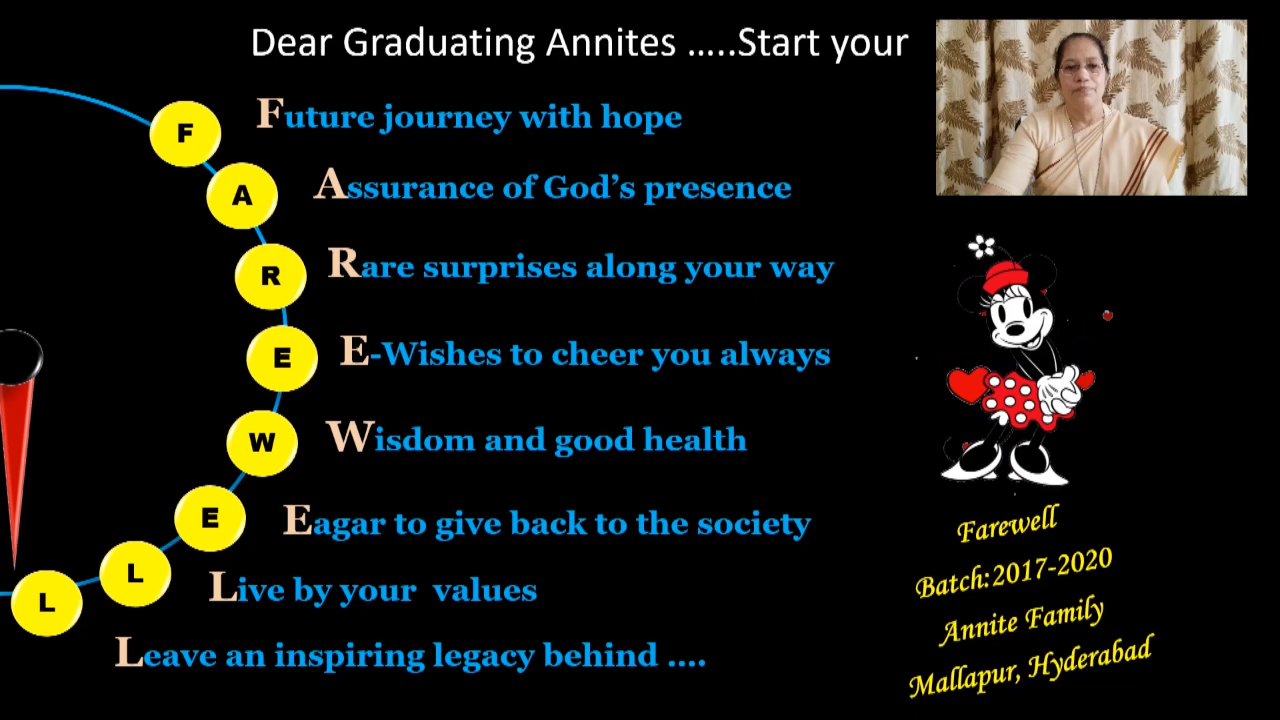 Dear Graduating Annites .....Start your
F
Future journey with hope
A
Assurance of God's presence
R
Rare surprises along your way
E
E-Wishes to cheer you always
W
Wisdom and good health
E
Eagar to give back to the society
L
Live by your values
L
Leave an inspiring legacy behind ....
Farewell
Batch:2017-2020
Annite Family
Mallapur, Hyderabad